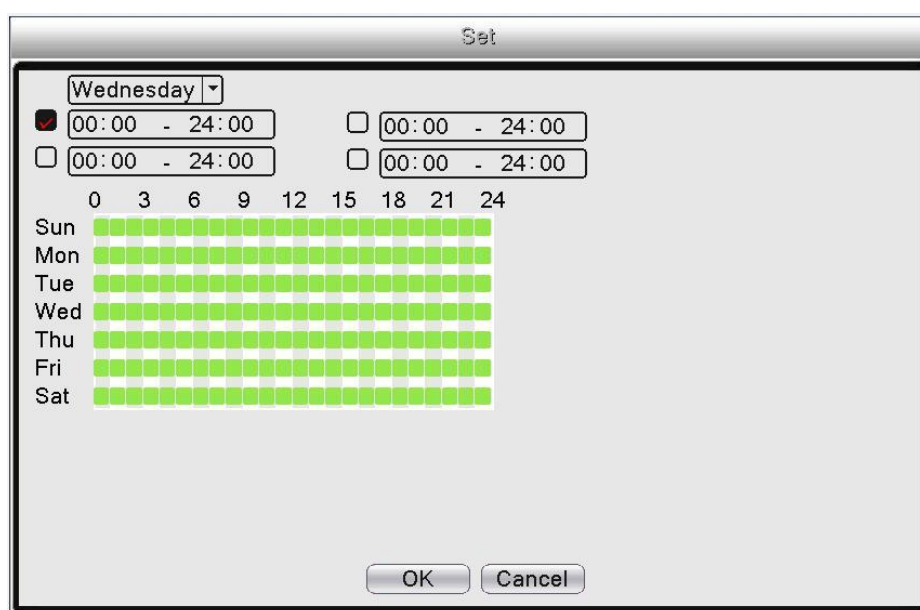 Set
Wednesday
00:00 - 24:00 00:00 - 24:00
00:00 - 24:00 00:00 - 24:00
0 3 6 9 12 15 18 21 24
Sun
Mon
Tue
Wed
Thu
Fri
Sat
OK Cancel